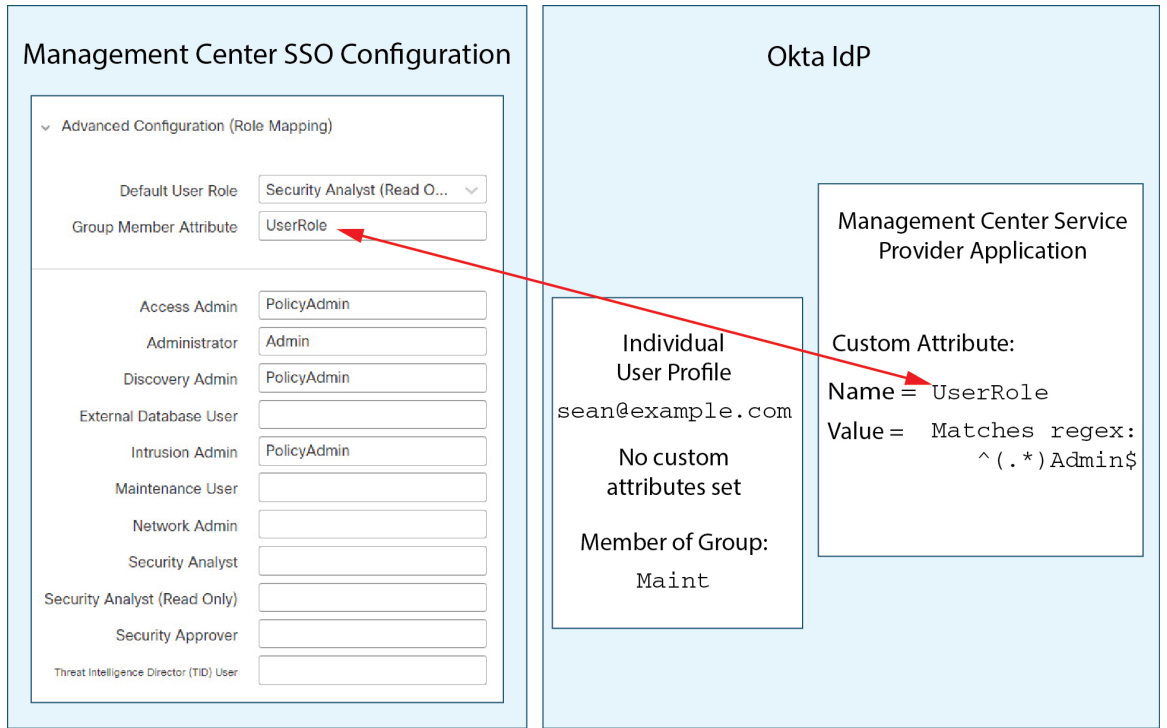 Management Center SSO Configuration
Advanced Configuration (Role Mapping)
Default User Role
Security Analyst (Read O...
Group Member Attribute
UserRole
Access Admin
PolicyAdmin
Administrator
Admin
Discovery Admin
PolicyAdmin
External Database User
Intrusion Admin
PolicyAdmin
Maintenance User
Network Admin
Security Analyst
Security Analyst (Read Only)
Security Approver
Threat Intelligence Director (TID) User
Okta IdP
Individual
User Profile
sean@example.com
No custom
attributes set
Member of Group:
Maint
Management Center Service
Provider Application
Custom Attribute:
Name = UserRole
Value = Matches regex:
^(.*)Admin$